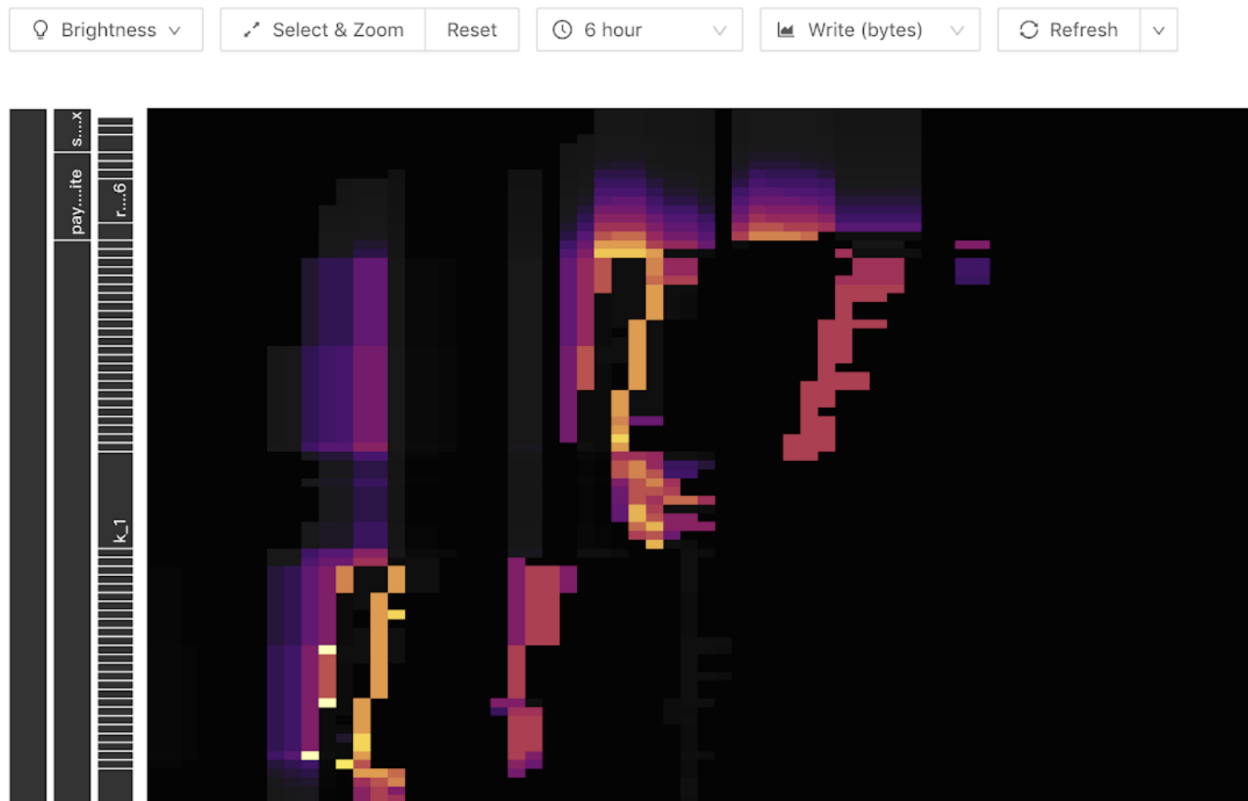 Brightness Select & Zoom Reset 6 hour Write (bytes) Refresh
s....x
pay....ite
r....6
k_1